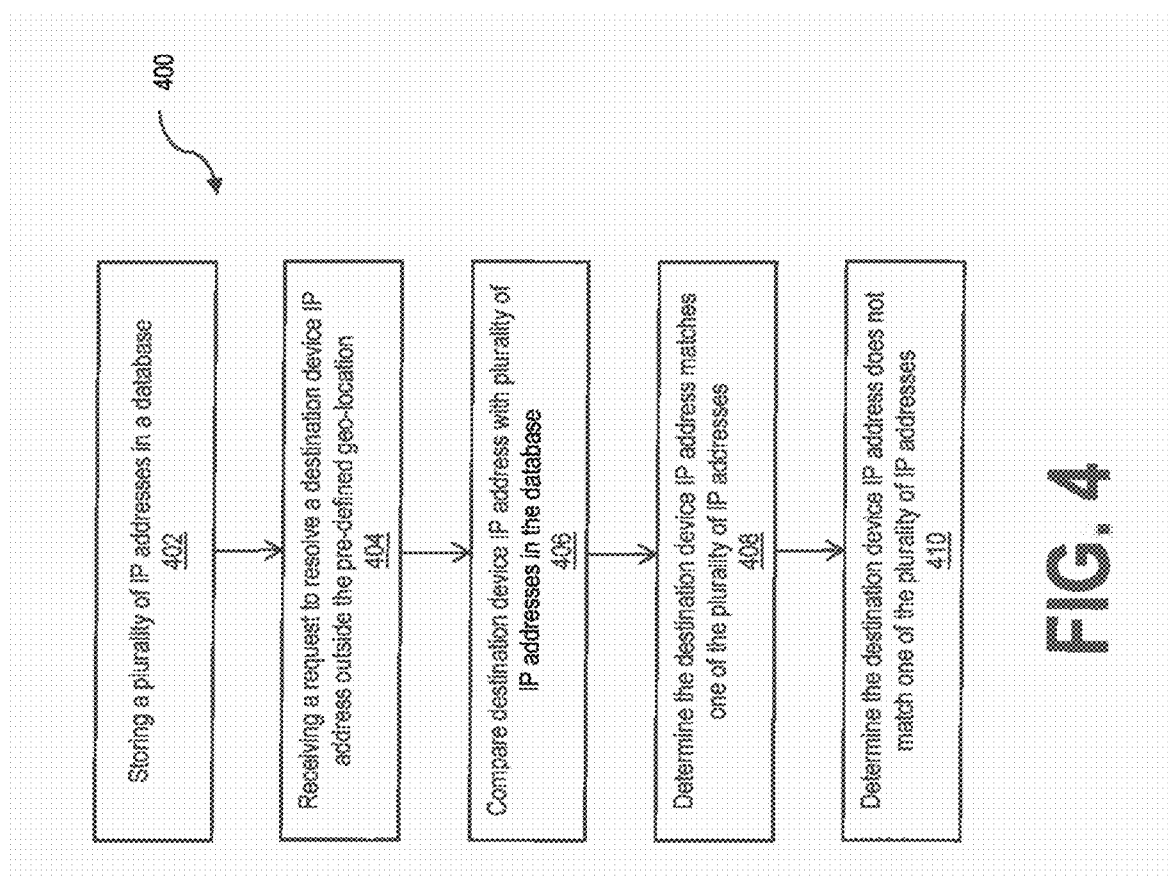 400
Storing a plurality of IP addresses in a database
402
Receiving a request to resolve a destination device IP
address outside the pre-defined geo-location
404
Compare destination device IP address with plurality of
IP addresses in the database
406
Determine the destination device IP address matches
one of the plurality of IP addresses
408
Determine the destination device IP address does not
match one of the plurality of IP addresses
410
FIG. 4